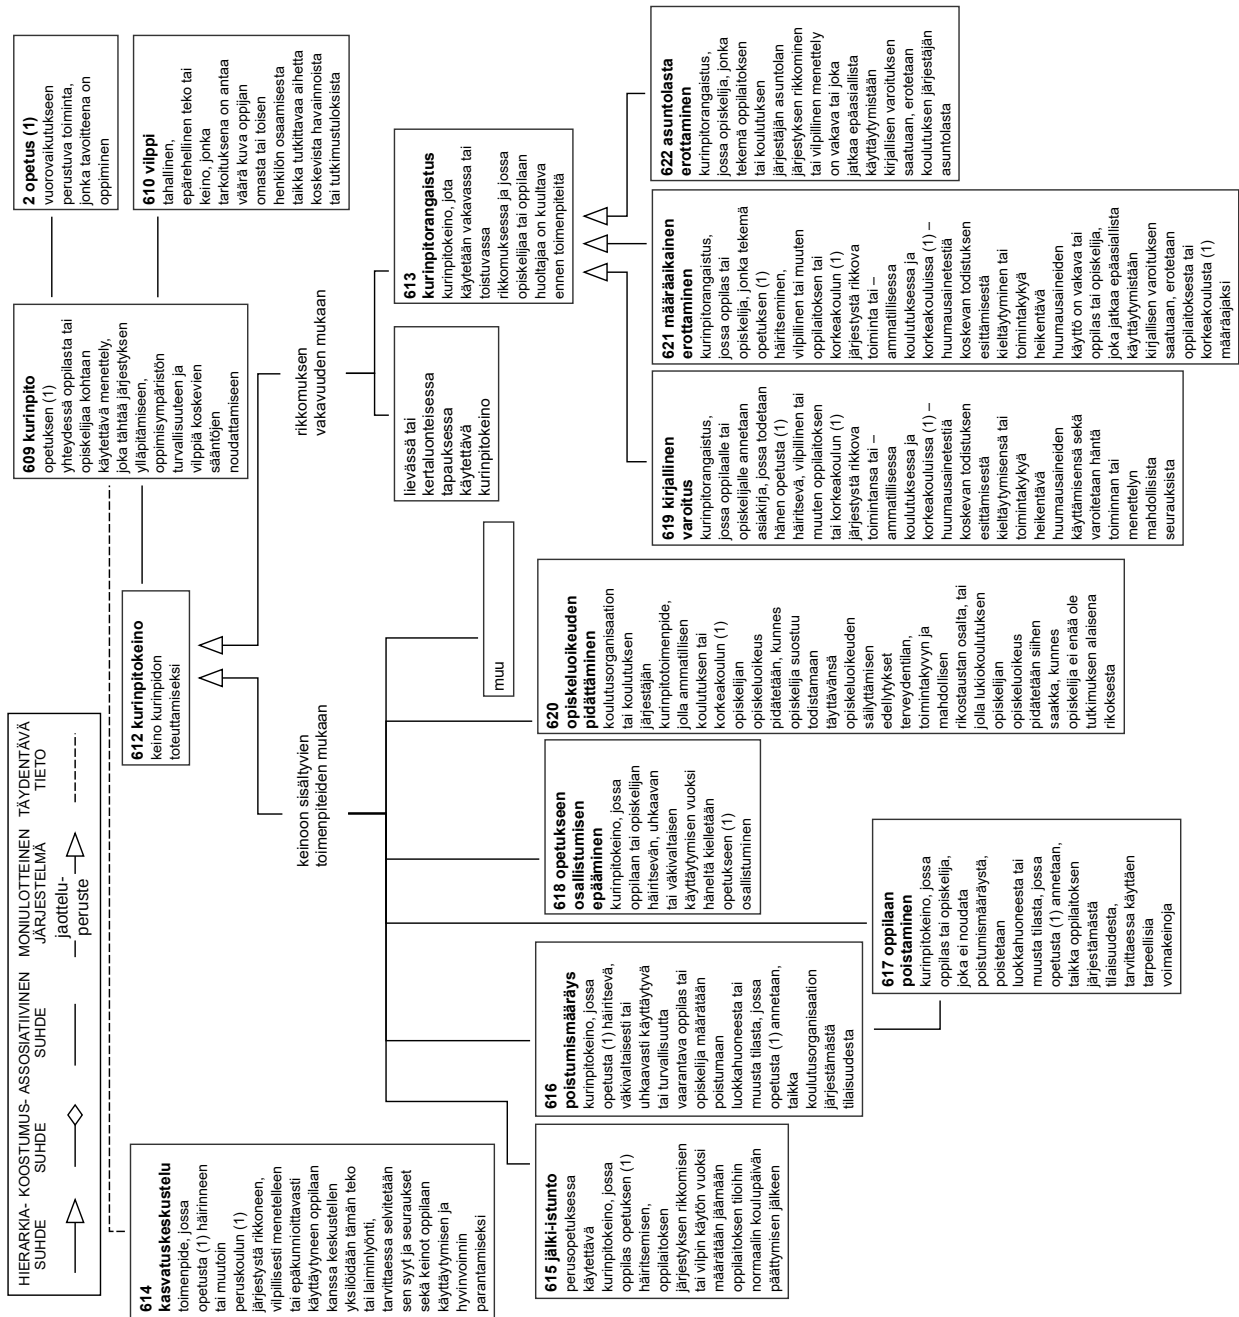 HIERARKIA-
SUHDE
KOOSTUMUS-
SUHDE
ASSOSIATIIVINEN
SUHDE
MONIULOTTEINEN
JÄRJESTELMÄ
jaottelu-
peruste
TÄYDENTÄVÄ
TIETO
2 opetus (1)
vuorovaikutukseen
perustuva toiminta,
jonka tavoitteena on
oppiminen
609 kurinpito
opetuksen (1)
yhteydessä oppilasta tai
opiskelijaa kohtaan
käytettävä menettely,
joka tähtää järjestyksen
ylläpitämiseen,
oppimisympäristön
turvallisuuteen ja
vilppiä koskevien
sääntöjen
noudattamiseen
610 vilppi
tahallinen,
epärehellinen teko tai
keino, jonka
tarkoituksena on antaa
väärä kuva oppijan
omasta tai toisen
henkilön osaamisesta
taikka tutkittavaa aihetta
koskevista havainnoista
tai tutkimustuloksista
612 kurinpitokeino
keino kurinpidon
toteuttamiseksi
614
kasvatuskeskustelu
toimenpide, jossa
opetusta (1) häirinneen
tai muutoin
peruskoulun (1)
järjestystä rikkoneen,
vilpillisesti menetelleen
tai epäkunnioittavasti
käyttäytyneen oppilaan
kanssa keskustellen
yksilöidään tämän teko
tai laiminlyönti,
tarvittaessa selvitetään
sen syyt ja seuraukset
sekä keinot oppilaan
käyttäytymisen ja
hyvinvoinnin
parantamiseksi
keinoon sisältyvien
toimenpiteiden mukaan
rikkomuksen
vakavuuden mukaan
lievässä tai
kertaluonteisessa
tapauksessa
käytettävä
kurinpitokeino
613
kurinpitorangaistus
kurinpitokeino, jota
käytetään vakavassa tai
toistuvassa
rikkomuksessa ja jossa
opiskelijaa tai oppilaan
huoltajaa on kuultava
ennen toimenpiteitä
615 jälki-istunto
perusopetuksessa
käytettävä
kurinpitokeino, jossa
oppilas opetuksen (1)
häiritsemisen,
oppilaitoksen
järjestyksen rikkomisen
tai vilpin käytön vuoksi
määrätään jäämään
oppilaitoksen tiloihin
normaalin koulupäivän
päättymisen jälkeen
616
poistumismääräys
kurinpitokeino, jossa
opetusta (1) häiritsevä,
väkivaltaisesti tai
uhkaavasti käyttäytyvä
tai turvallisuutta
vaarantava oppilas tai
opiskelija määrätään
poistumaan
luokkahuoneesta tai
muusta tilasta, jossa
opetusta (1) annetaan,
taikka
koulutusorganisaation
järjestämästä
tilaisuudesta
617 oppilaan
poistaminen
kurinpitokeino, jossa
oppilas tai opiskelija,
joka ei noudata
poistumismääräystä,
poistetaan
luokkahuoneesta tai
muusta tilasta, jossa
opetusta (1) annetaan,
taikka oppilaitoksen
järjestämästä
tilaisuudesta,
tarvittaessa käyttäen
tarpeellisia
voimakeinoja
618 opetukseen
osallistumisen
epääminen
kurinpitokeino, jossa
oppilaan tai opiskelijan
häiritsevän, uhkaavan
tai väkivaltaisen
käyttäytymisen vuoksi
häneltä kielletään
opetukseen (1)
osallistuminen
620
opiskeluoikeuden
pidättäminen
koulutusorganisaation
tai koulutuksen
järjestäjän
kurinpitotoimenpide,
jolla ammatillisen
koulutuksen tai
korkeakoulun (1)
opiskelijan
opiskeluoikeus
pidätetään, kunnes
opiskelija suostuu
todistamaan
täyttävänsä
opiskeluoikeuden
säilyttämisen
edellytykset
terveydentilan,
toimintakyvyn ja
mahdollisen
rikostaustan osalta, tai
jolla lukiokoulutuksen
opiskelijan
opiskeluoikeus
pidätetään siihen
saakka, kunnes
opiskelija ei enää ole
tutkimuksen alaisena
rikoksesta
muu
619 kirjallinen
varoitus
kurinpitorangaistus,
jossa oppilaalle tai
opiskelijalle annetaan
asiakirja, jossa todetaan
hänen opetusta (1)
häiritsevä, vilpillinen tai
muuten oppilaitoksen
tai korkeakoulun (1)
järjestystä rikkova
toimintansa tai –
ammatillisessa
koulutuksessa ja
korkeakouluissa (1) –
huumausainetestiä
koskevan todistuksen
esittämisestä
kieltäytymisensä tai
toimintakykyä
heikentävä
huumausaineiden
käyttämisensä sekä
varoitetaan häntä
toiminnan tai
menettelyn
mahdollisista
seurauksista
621 määräaikainen
erottaminen
kurinpitorangaistus,
jossa oppilas tai
opiskelija, jonka tekemä
opetuksen (1)
häiritseminen,
vilpillinen tai muuten
oppilaitoksen tai
korkeakoulun (1)
järjestystä rikkova
toiminta tai –
ammatillisessa
koulutuksessa ja
korkeakouluissa (1) –
huumausainetestiä
koskevan todistuksen
esittämisestä
kieltäytyminen tai
toimintakykyä
heikentävä
huumausaineiden
käyttö on vakava tai
oppilas tai opiskelija,
joka jatkaa epäasiallista
käyttäytymistään
kirjallisen varoituksen
saatuaan, erotetaan
oppilaitoksesta tai
korkeakoulusta (1)
määräajaksi
622 asuntolasta
erottaminen
kurinpitorangaistus,
jossa opiskelija, jonka
tekemä oppilaitoksen
tai koulutuksen
järjestäjän asuntolan
järjestyksen rikkominen
tai vilpillinen menettely
on vakava tai joka
jatkaa epäasiallista
käyttäytymistään
kirjallisen varoituksen
saatuaan, erotetaan
koulutuksen järjestäjän
asuntolasta